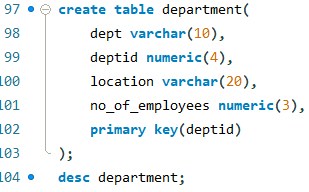 97 create table department(
98 dept varchar(10),
99 deptid numeric(4),
100 location varchar(20),
101 no_of_employees numeric(3),
102 primary key(deptid)
103 );
104 desc department;